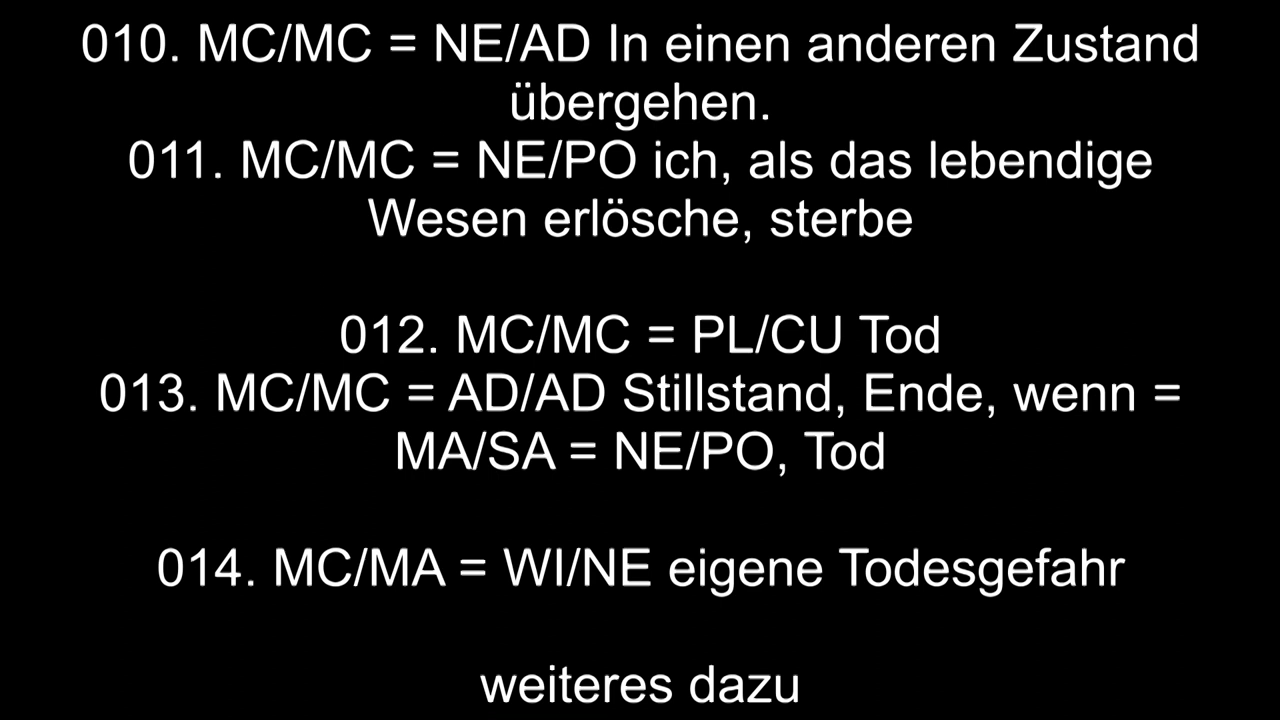 010. MC/MC = NE/AD In einen anderen Zustand
übergehen.
011. MC/MC = NE/PO ich, als das lebendige
Wesen erlösche, sterbe
012. MC/MC = PL/CU Tod
013. MC/MC = AD/AD Stillstand, Ende, wenn =
MA/SA = NE/PO, Tod
014. MC/MA = WI/NE eigene Todesgefahr
weiteres dazu